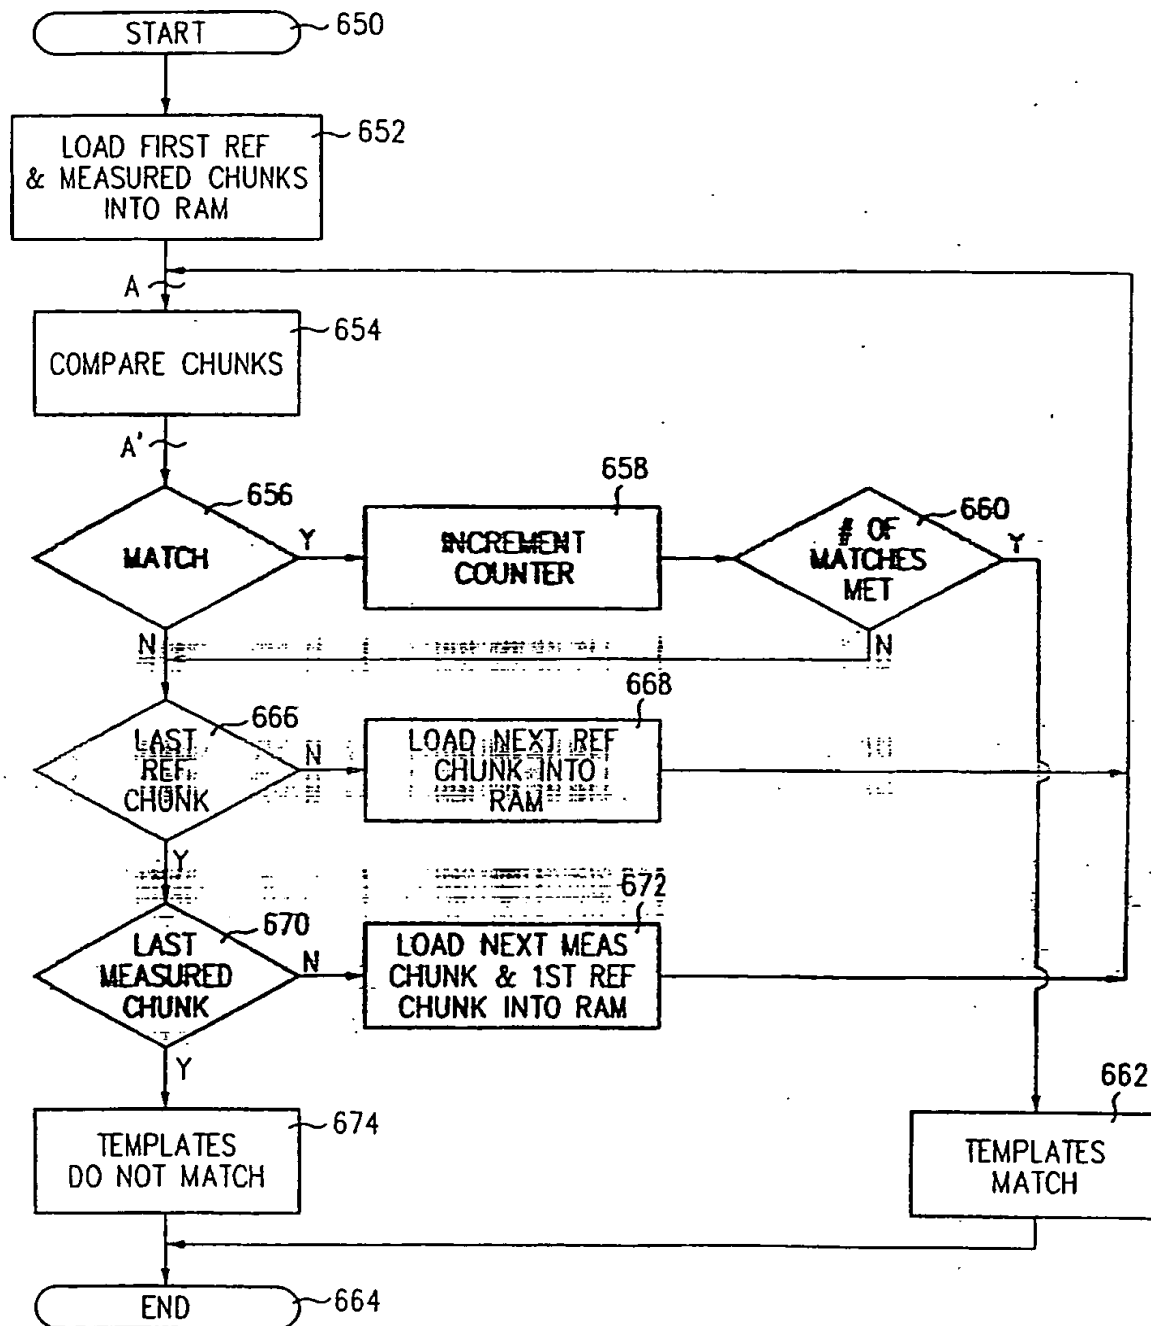 START
650
LOAD FIRST REF
& MEASURED CHUNKS
INTO RAM
652
A
COMPARE CHUNKS
654
A'
MATCH
656
Y
INCREMENT
COUNTER
658
# OF
MATCHES
MET
660
Y
N
N
LAST
REF
CHUNK
666
N
LOAD NEXT REF
CHUNK INTO
RAM
668
Y
LAST
MEASURED
CHUNK
670
N
LOAD NEXT MEAS
CHUNK & 1ST REF
CHUNK INTO RAM
672
Y
TEMPLATES
DO NOT MATCH
674
TEMPLATES
MATCH
662
END
664